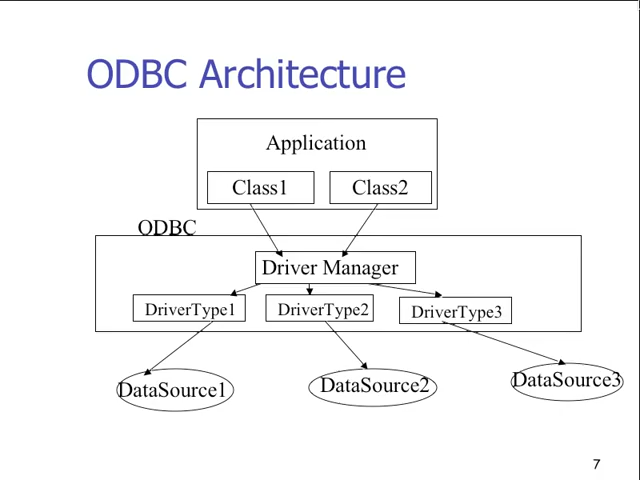 ODBC Architecture
Application
Class1 Class2
ODBC
Driver Manager
DriverType1 DriverType2 DriverType3
DataSource1 DataSource2 DataSource3
7